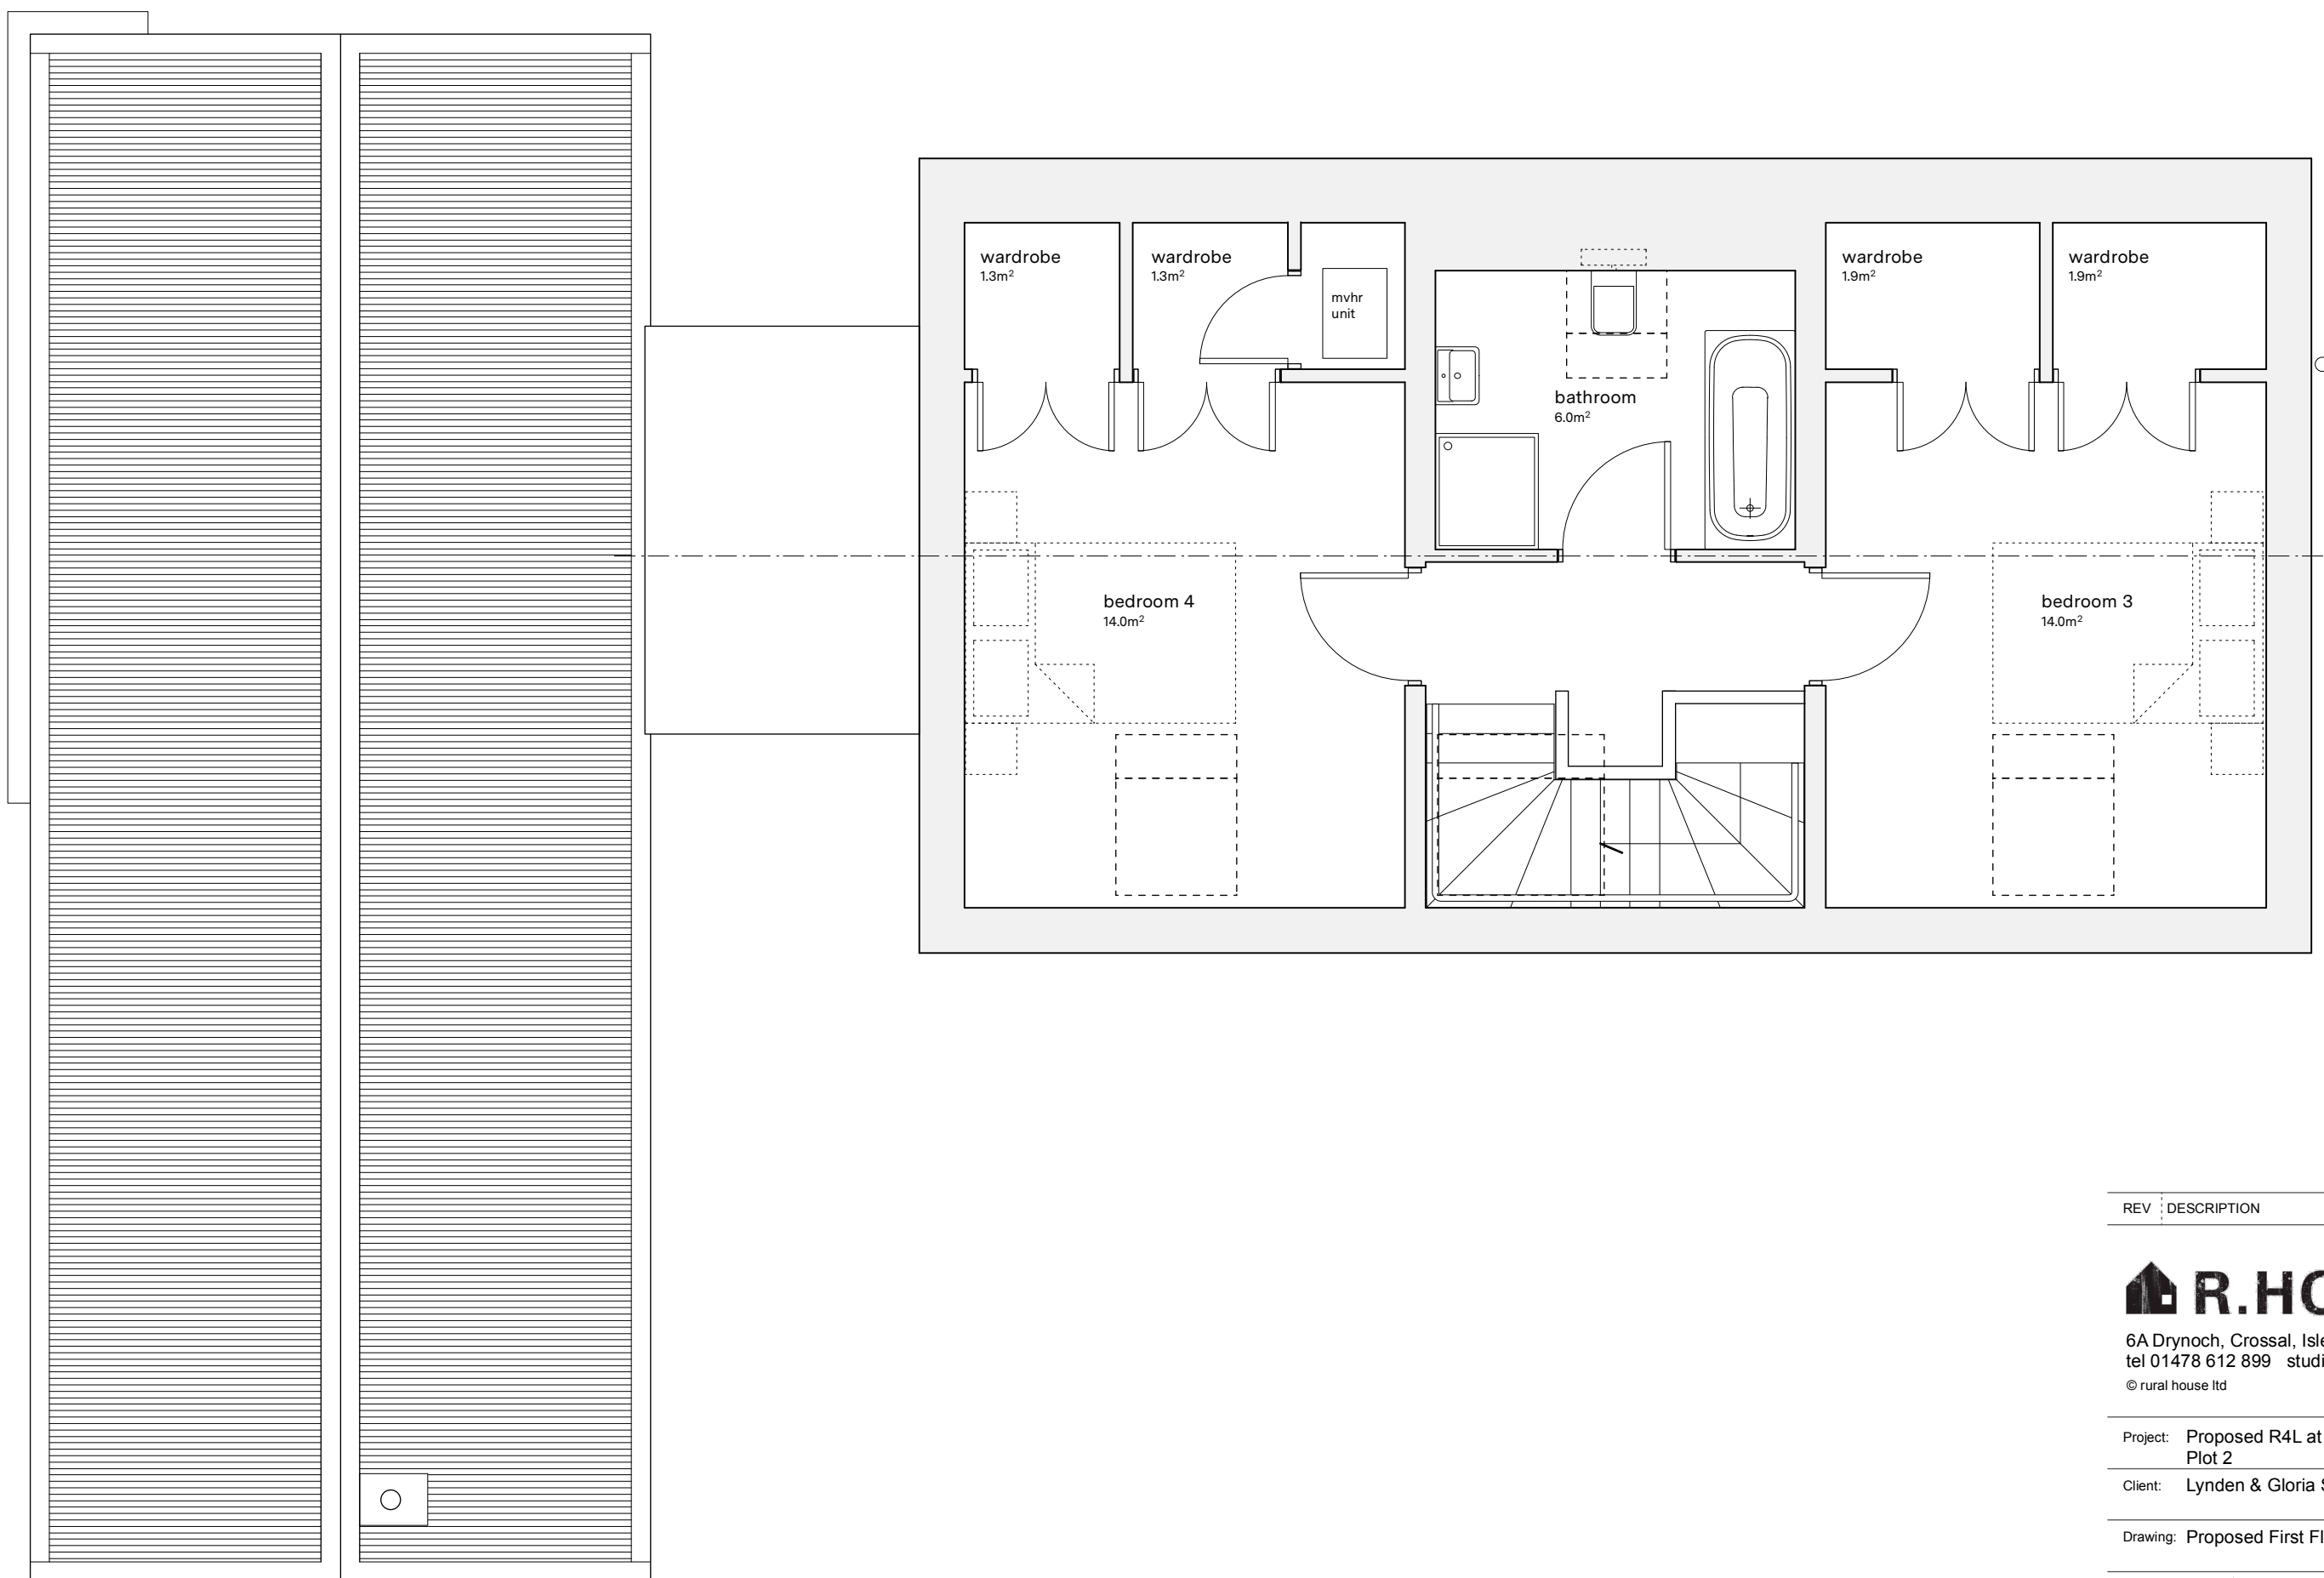 wardrobe
1.3m²
wardrobe
1.3m²
mvhr
unit
bathroom
6.0m²
wardrobe
1.9m²
wardrobe
1.9m²
bedroom 4
14.0m²
bedroom 3
14.0m²
REV DESCRIPTION
R.HO
6A Drynoch, Crossal, Isle
tel 01478 612 899 studi
© rural house ltd
Project: Proposed R4L at
Plot 2
Client: Lynden & Gloria S
Drawing: Proposed First Fl